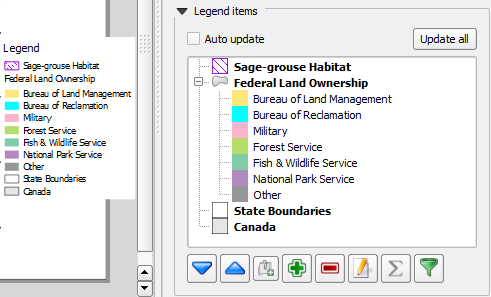 Legend
Sage-grouse Habitat
Federal Land Ownership
Bureau of Land Management
Bureau of Reclamation
Military
Forest Service
Fish & Wildlife Service
National Park Service
Other
State Boundaries
Canada
Legend items
Auto update
Update all
Sage-grouse Habitat
Federal Land Ownership
Bureau of Land Management
Bureau of Reclamation
Military
Forest Service
Fish & Wildlife Service
National Park Service
Other
State Boundaries
Canada
Σ